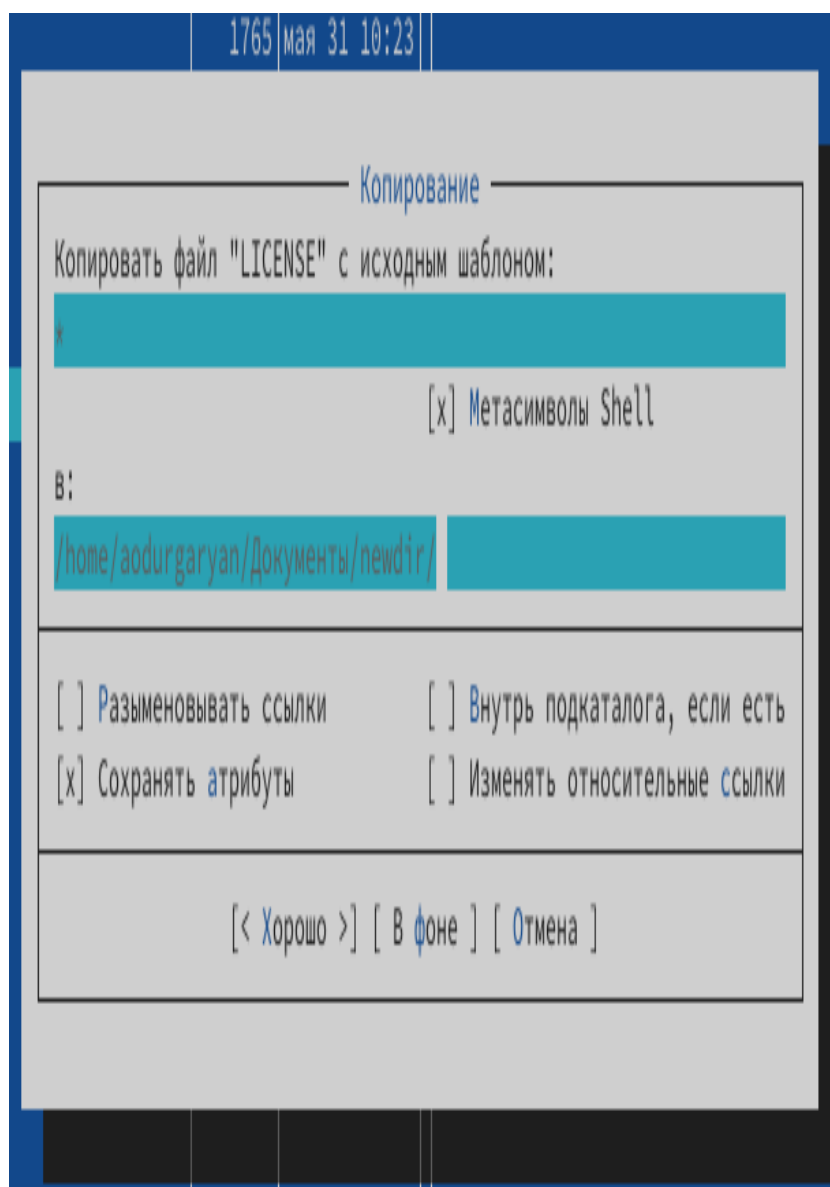 1765 мая 31 10:23
Копирование
Копировать файл "LICENSE" с исходным шаблоном:
*
[x] Метасимволы Shell
в:
/home/aodurgaryan/Документы/newdir/
[ ] Разыменовывать ссылки [ ] Внутрь подкаталога, если есть
[x] Сохранять атрибуты [ ] Изменять относительные ссылки
[< Хорошо >] [ В фоне ] [ Отмена ]